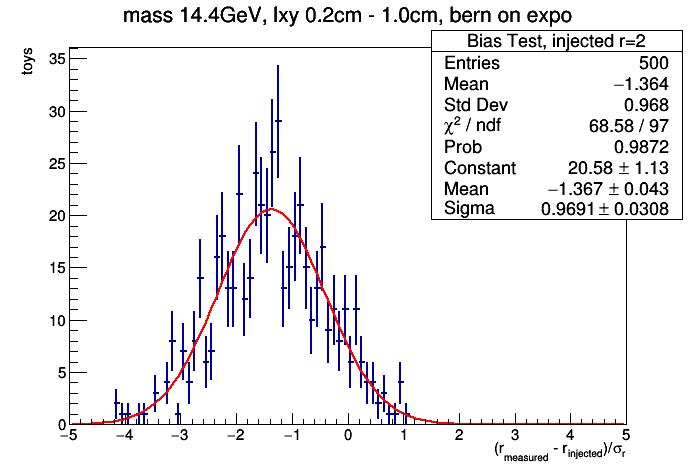 mass 14.4GeV, lxy 0.2cm - 1.0cm, bern on expo
Bias Test, injected r=2
Entries 500
Mean −1.364
Std Dev 0.968
χ² / ndf 68.58 / 97
Prob 0.9872
Constant 20.58 ± 1.13
Mean −1.367 ± 0.043
Sigma 0.9691 ± 0.0308
toys
35
30
25
20
15
10
5
0
−5 −4 −3 −2 −1 0 1 2 3 4 5
(r_measured - r_injected)/σ_r